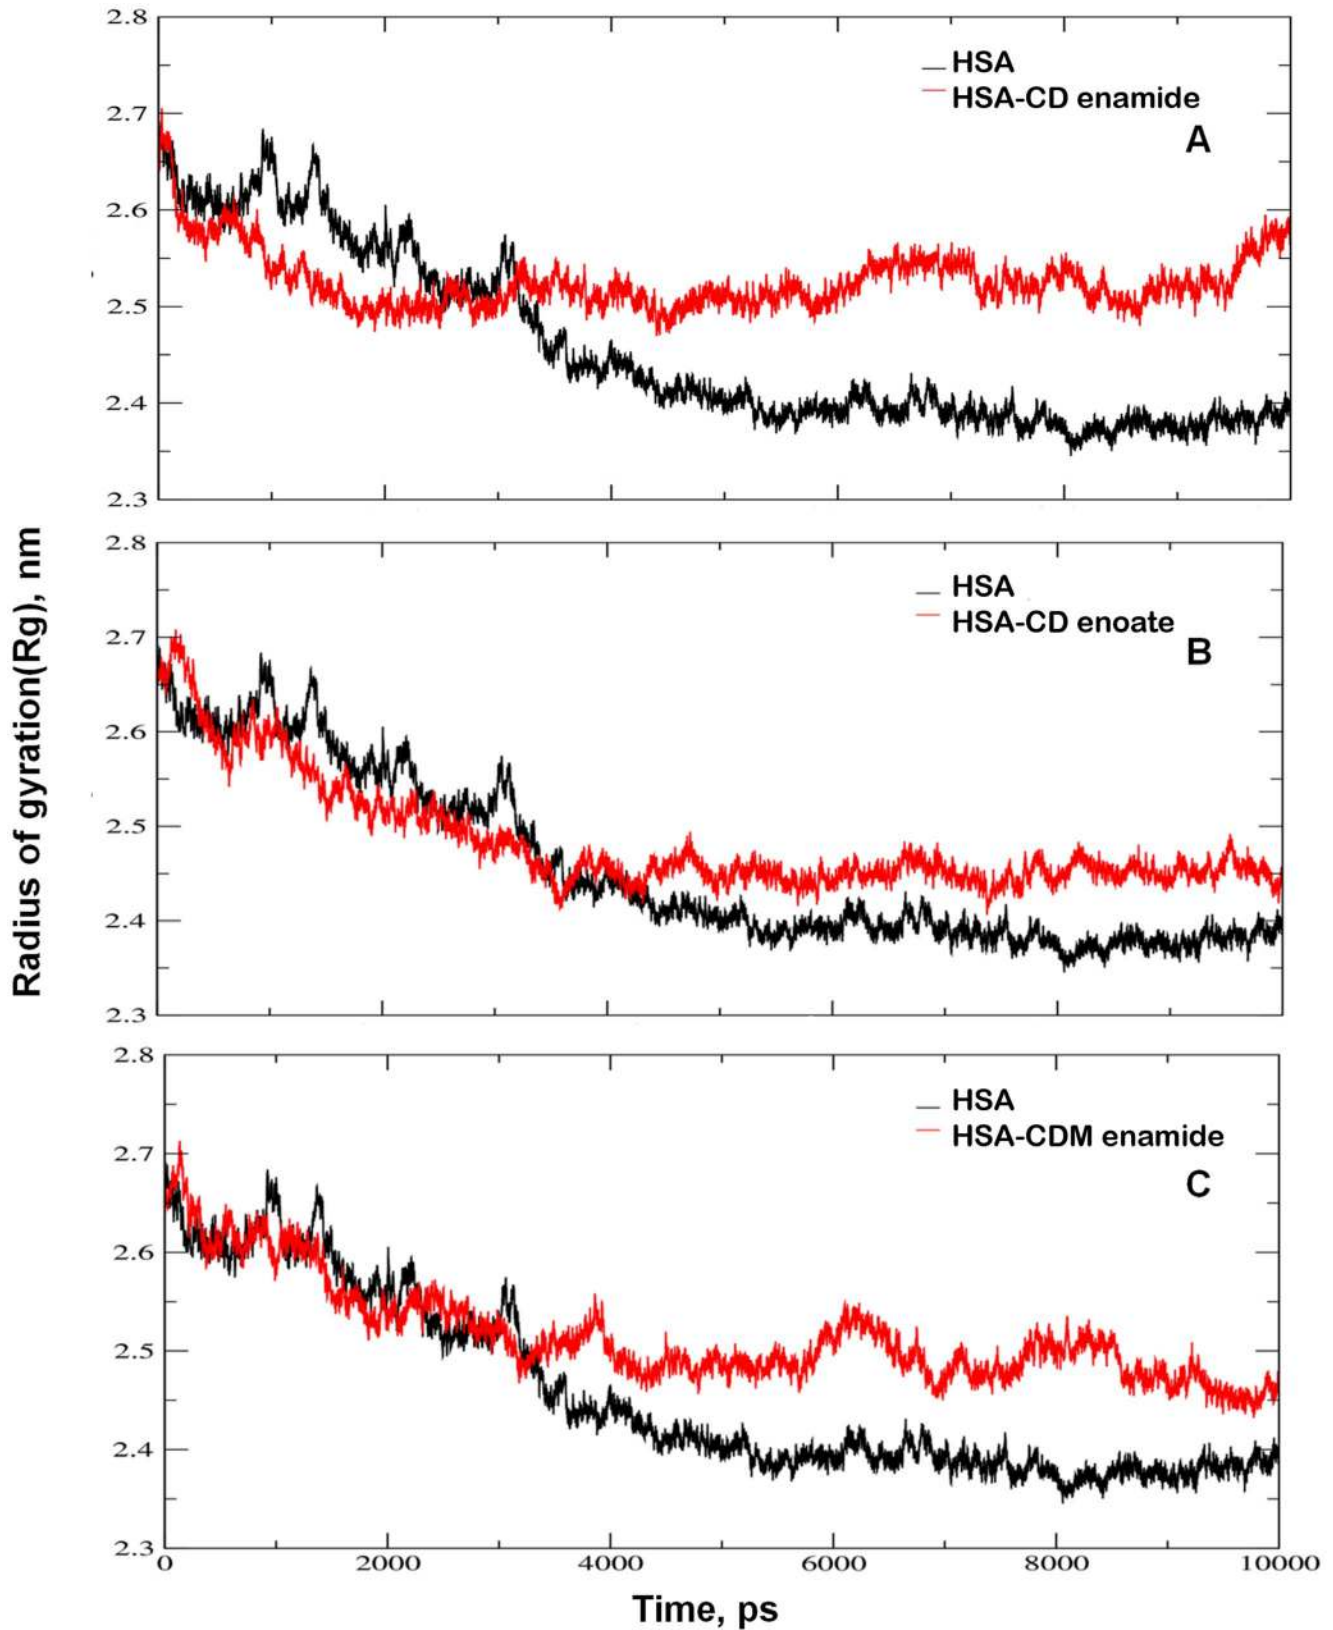 2.8
HSA
HSA-CD enamide
2.7
A
2.6
2.5
2.4
2.3
2.8
HSA
HSA-CD enoate
2.7
B
2.6
2.5
2.4
2.3
Radius of gyration(Rg), nm
2.8
HSA
HSA-CDM enamide
2.7
C
2.6
2.5
2.4
2.3
0 2000 4000 6000 8000 10000
Time, ps